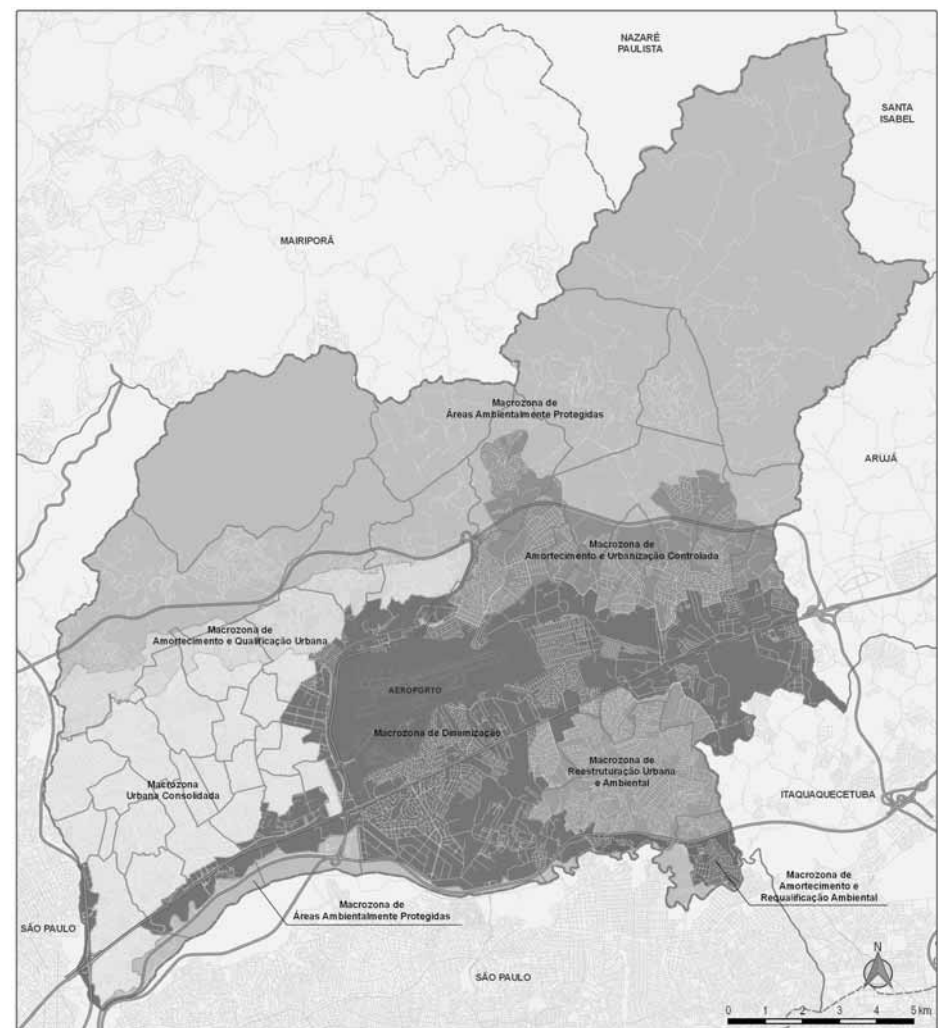 NAZARÉ
PAULISTA
SANTA
ISABEL
MAIRIPORÃ
Macrozona de
Áreas Ambientalmente Protegidas
ARUJÁ
Macrozona de
Amortecimento e Urbanização Controlada
Macrozona de
Amortecimento e Qualificação Urbana
AEROPORTO
Macrozona de Dinamização
Macrozona de
Reestruturação Urbana
e Ambiental
Macrozona
Urbana Consolidada
ITAQUAQUECETUBA
Macrozona de
Amortecimento e
Requalificação Ambiental
Macrozona de
Áreas Ambientalmente Protegidas
SÃO PAULO
SÃO PAULO
N
0 1 2 3 4 5 km